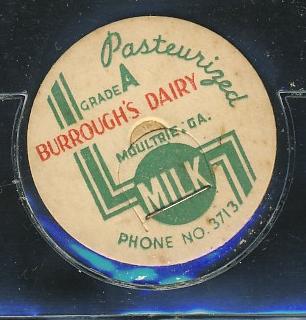 Pasteurized
GRADE A
BURROUGH'S DAIRY
MOULTRIE, GA.
MILK
PHONE NO. 3713